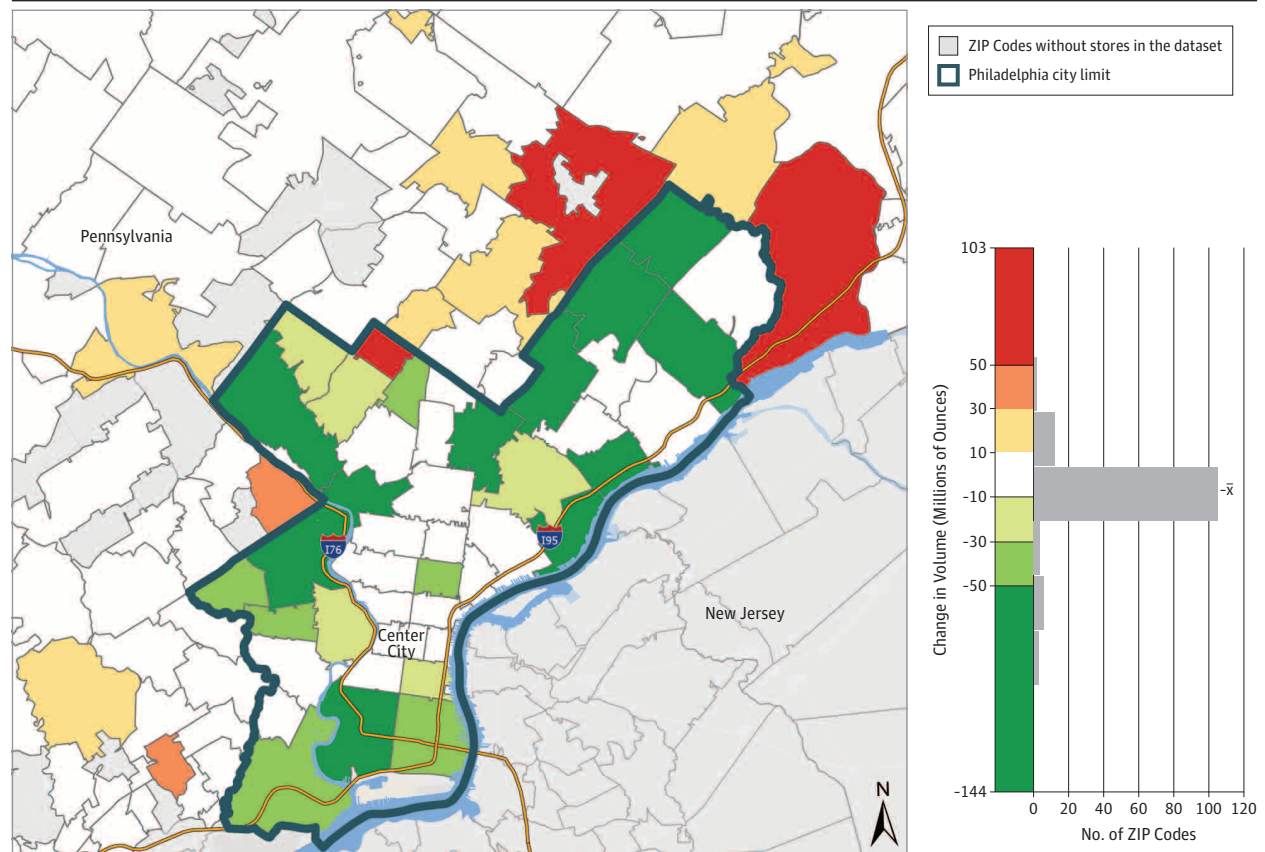 ZIP Codes without stores in the dataset
Philadelphia city limit
Pennsylvania
I76
I95
Center
City
New Jersey
N
Change in Volume (Millions of Ounces)
103
50
30
10
-10
-30
-50
-144
-x̄
0 20 40 60 80 100 120
No. of ZIP Codes